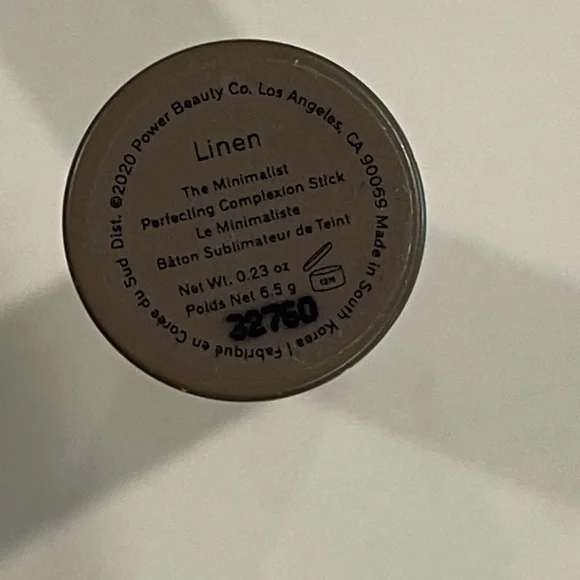 Dist. ©2020 Power Beauty Co. Los Angeles, CA 90069 Made in South Korea | Fabriqué en Corée du Sud
Linen
The Minimalist
Perfecting Complexion Stick
Le Minimaliste
Bâton Sublimateur de Teint
Net Wt. 0.23 oz
Poids Net 6.5 g
12M
32760